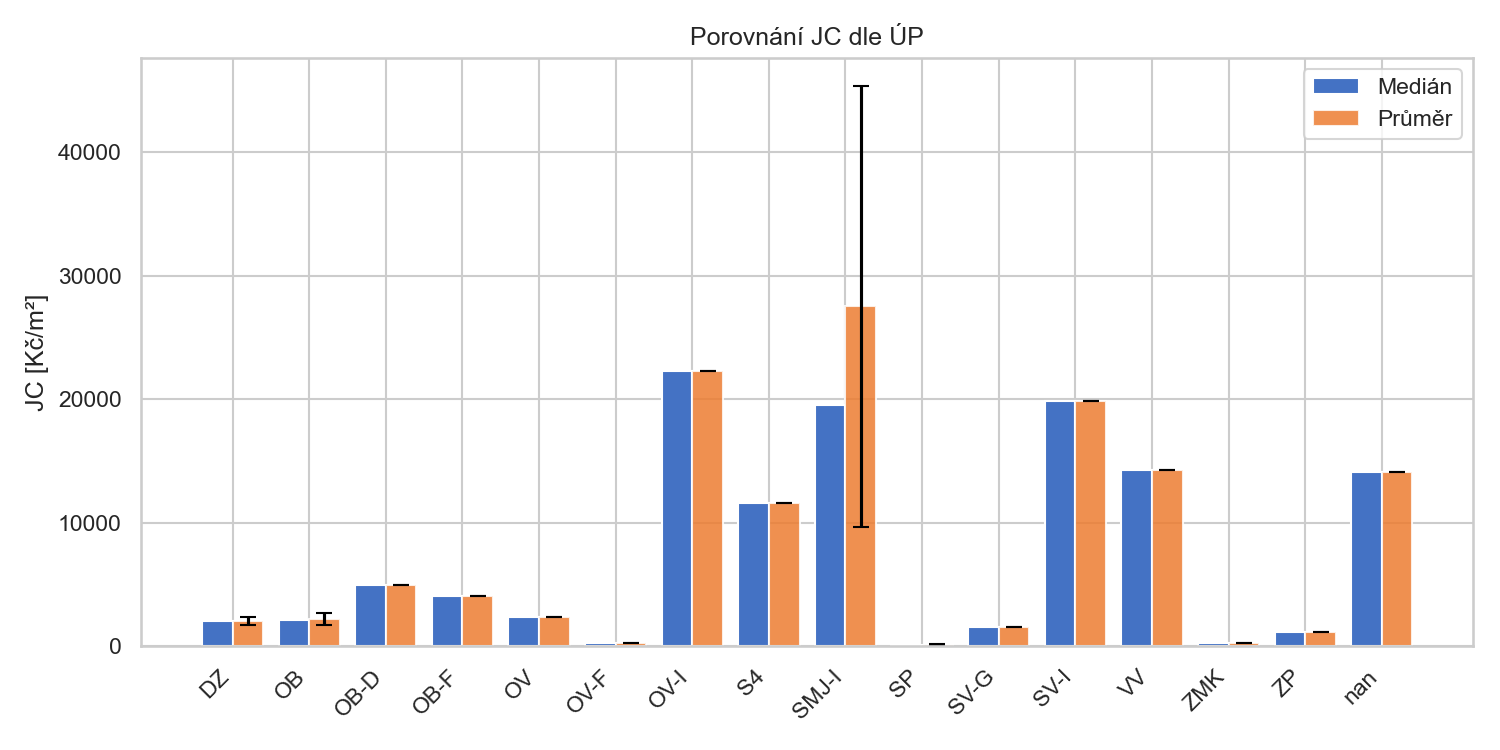 Porovnání JC dle ÚP
Medián
Průměr
JC [Kč/m²]
40000
30000
20000
10000
0
DZ
OB
OB-D
OB-F
OV
OV-F
OV-I
S4
SMJ-I
SP
SV-G
SV-I
VV
ZMK
ZP
nan